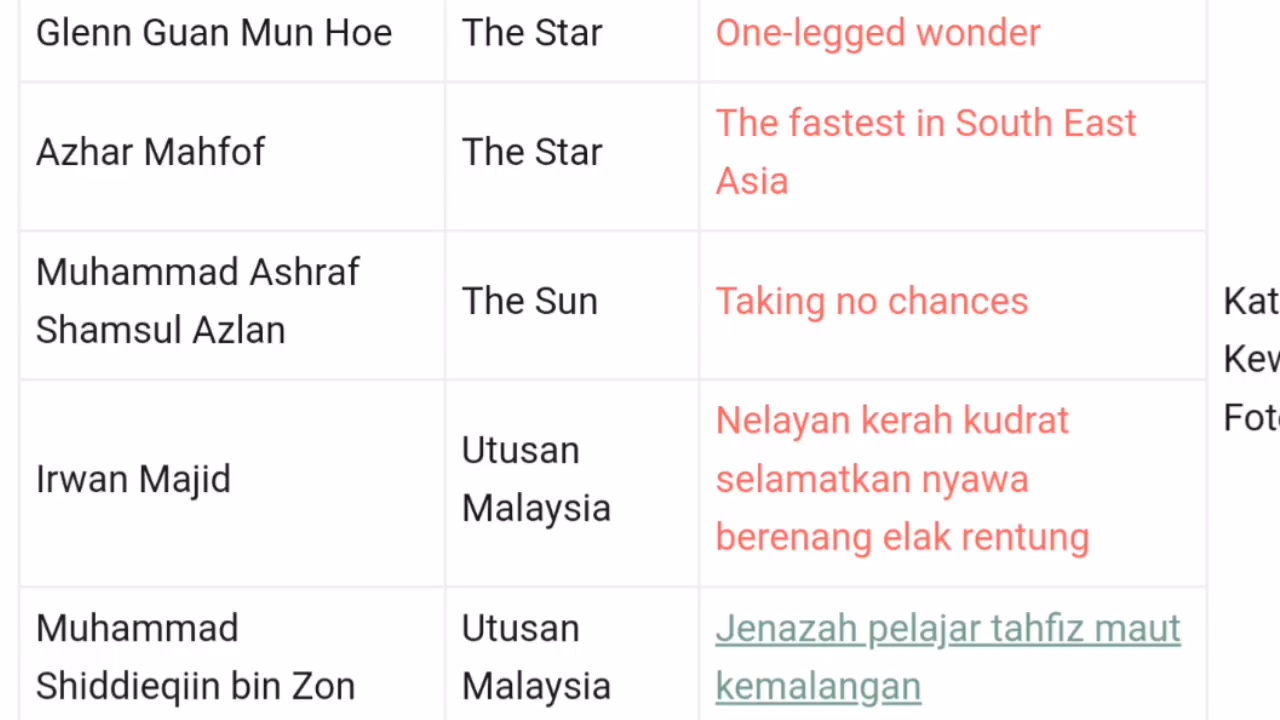 Glenn Guan Mun Hoe
The Star
One-legged wonder
Azhar Mahfof
The Star
The fastest in South East
Asia
Muhammad Ashraf
Shamsul Azlan
The Sun
Taking no chances
Irwan Majid
Utusan
Malaysia
Nelayan kerah kudrat
selamatkan nyawa
berenang elak rentung
Muhammad
Shiddieqiin bin Zon
Utusan
Malaysia
Jenazah pelajar tahfiz maut
kemalangan